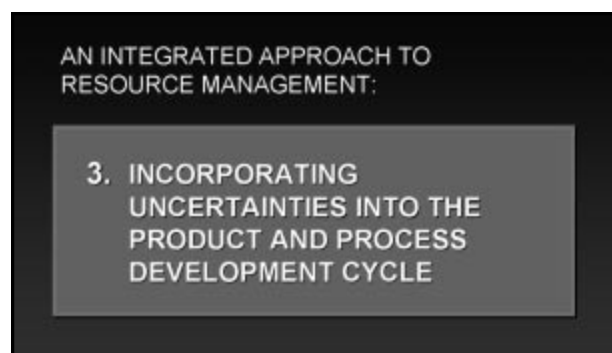 AN INTEGRATED APPROACH TO
RESOURCE MANAGEMENT:
3. INCORPORATING
UNCERTAINTIES INTO THE
PRODUCT AND PROCESS
DEVELOPMENT CYCLE